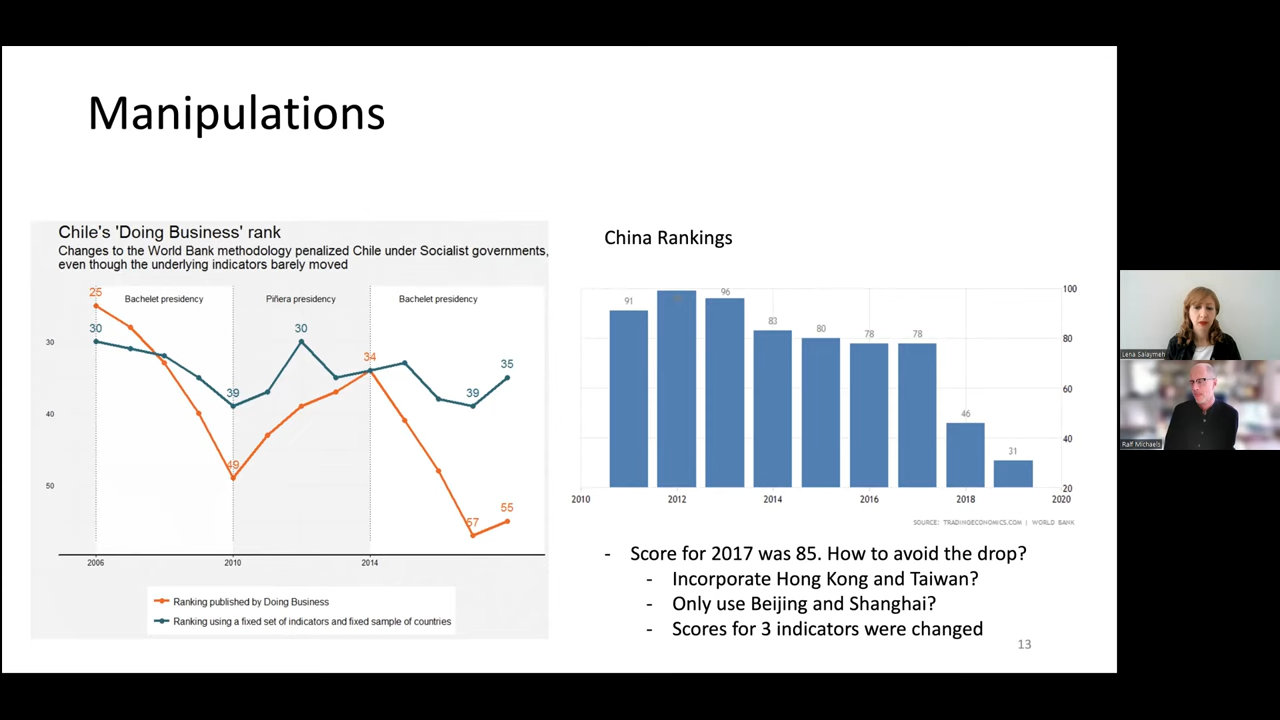 Manipulations
Chile's 'Doing Business' rank
Changes to the World Bank methodology penalized Chile under Socialist governments,
even though the underlying indicators barely moved
Bachelet presidency
Piñera presidency
Bachelet presidency
25
30
39
49
30
34
39
35
57
55
30
40
50
2006
2010
2014
Ranking published by Doing Business
Ranking using a fixed set of indicators and fixed sample of countries
China Rankings
91
96
83
80
78
78
46
31
100
80
60
40
20
2010
2012
2014
2016
2018
2020
SOURCE: TRADINGECONOMICS.COM | WORLD BANK
- Score for 2017 was 85. How to avoid the drop?
- Incorporate Hong Kong and Taiwan?
- Only use Beijing and Shanghai?
- Scores for 3 indicators were changed
13
Lena Salaymeh
Ralf Michaels